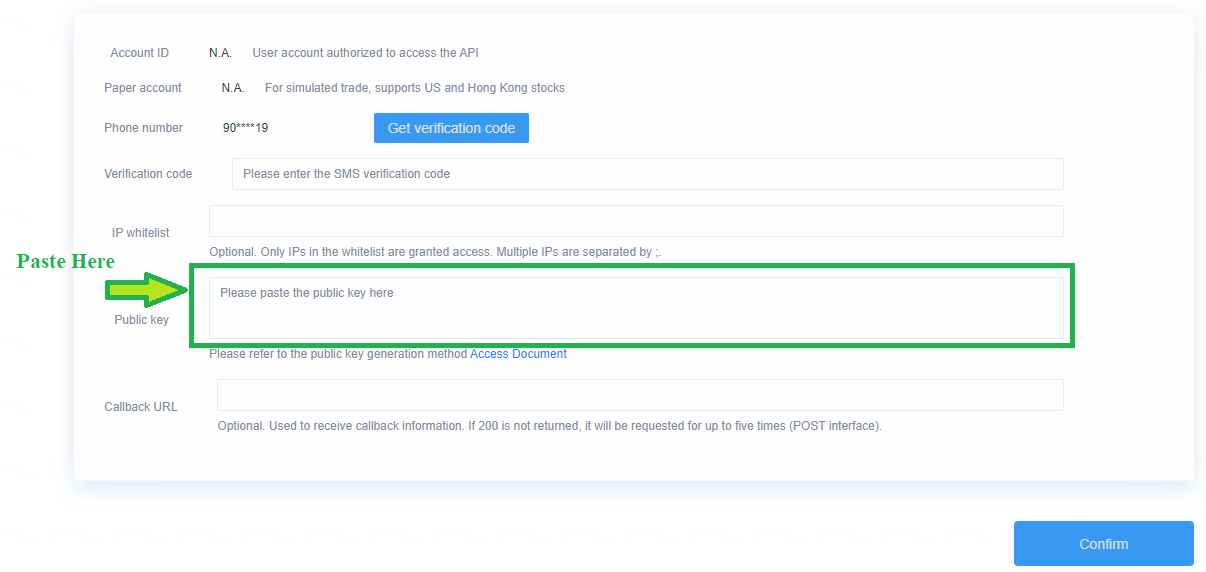 Account ID N.A. User account authorized to access the API
Paper account N.A. For simulated trade, supports US and Hong Kong stocks
Phone number 90****19 Get verification code
Verification code Please enter the SMS verification code
IP whitelist
Optional. Only IPs in the whitelist are granted access. Multiple IPs are separated by ;.
Paste Here
Please paste the public key here
Public key
Please refer to the public key generation method Access Document
Callback URL
Optional. Used to receive callback information. If 200 is not returned, it will be requested for up to five times (POST interface).
Confirm